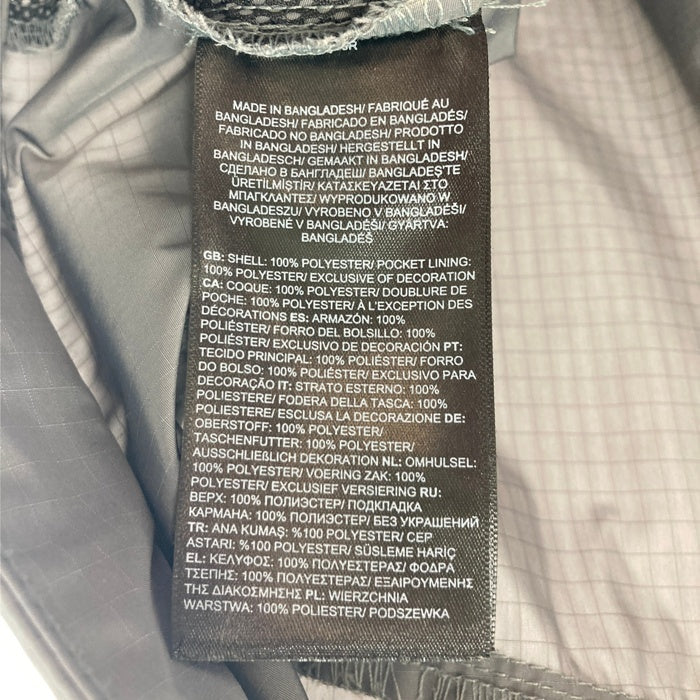 MADE IN BANGLADESH/ FABRIQUÉ AU
BANGLADESH/ FABRICADO EN BANGLADÉS/
FABRICADO NO BANGLADESH/ PRODOTTO
IN BANGLADESH/ HERGESTELLT IN
BANGLADESCH/ GEMAAKT IN BANGLADESH/
СДЕЛАНО В БАНГЛАДЕШ/ BANGLADEŞTE
ÜRETİLMİŞTİR/ ΚΑΤΑΣΚΕΥΑΖΕΤΑΙ ΣΤΟ
ΜΠΑΓΚΛΑΝΤΕΣ/ WYPRODUKOWANO W
BANGLADESZU/ VYROBENO V BANGLADÉŠI/
VYROBENÉ V BANGLADÉŠI/ GYÁRTVA:
BANGLADÉS
GB: SHELL: 100% POLYESTER/ POCKET LINING:
100% POLYESTER/ EXCLUSIVE OF DECORATION
CA: COQUE: 100% POLYESTER/ DOUBLURE DE
POCHE: 100% POLYESTER/ À L'EXCEPTION DES
DÉCORATIONS ES: ARMAZÓN: 100%
POLIÉSTER/ FORRO DEL BOLSILLO: 100%
POLIÉSTER/ EXCLUSIVO DE DECORACIÓN PT:
TECIDO PRINCIPAL: 100% POLIÉSTER/ FORRO
DO BOLSO: 100% POLIÉSTER/ EXCLUSIVO PARA
DECORAÇÃO IT: STRATO ESTERNO: 100%
POLIESTERE/ FODERA DELLA TASCA: 100%
POLIESTERE/ ESCLUSA LA DECORAZIONE DE:
OBERSTOFF: 100% POLYESTER/
TASCHENFUTTER: 100% POLYESTER/
AUSSCHLIEẞLICH DEKORATION NL: OMHULSEL:
100% POLYESTER/ VOERING ZAK: 100%
POLYESTER/ EXCLUSIEF VERSIERING RU:
ВЕРХ: 100% ПОЛИЭСТЕР/ ПОДКЛАДКА
КАРМАНА: 100% ПОЛИЭСТЕР/ БЕЗ УКРАШЕНИЙ
TR: ANA KUMAŞ: %100 POLYESTER/ CEP
ASTARI: %100 POLYESTER/ SÜSLEME HARİÇ
EL: ΚΕΛΥΦΟΣ: 100% ΠΟΛΥΕΣΤΕΡΑΣ/ ΦΟΔΡΑ
ΤΣΕΠΗΣ: 100% ΠΟΛΥΕΣΤΕΡΑΣ/ ΕΞΑΙΡΟΥΜΕΝΗΣ
ΤΗΣ ΔΙΑΚΟΣΜΗΣΗΣ PL: WIERZCHNIA
WARSTWA: 100% POLIESTER/ PODSZEWKA